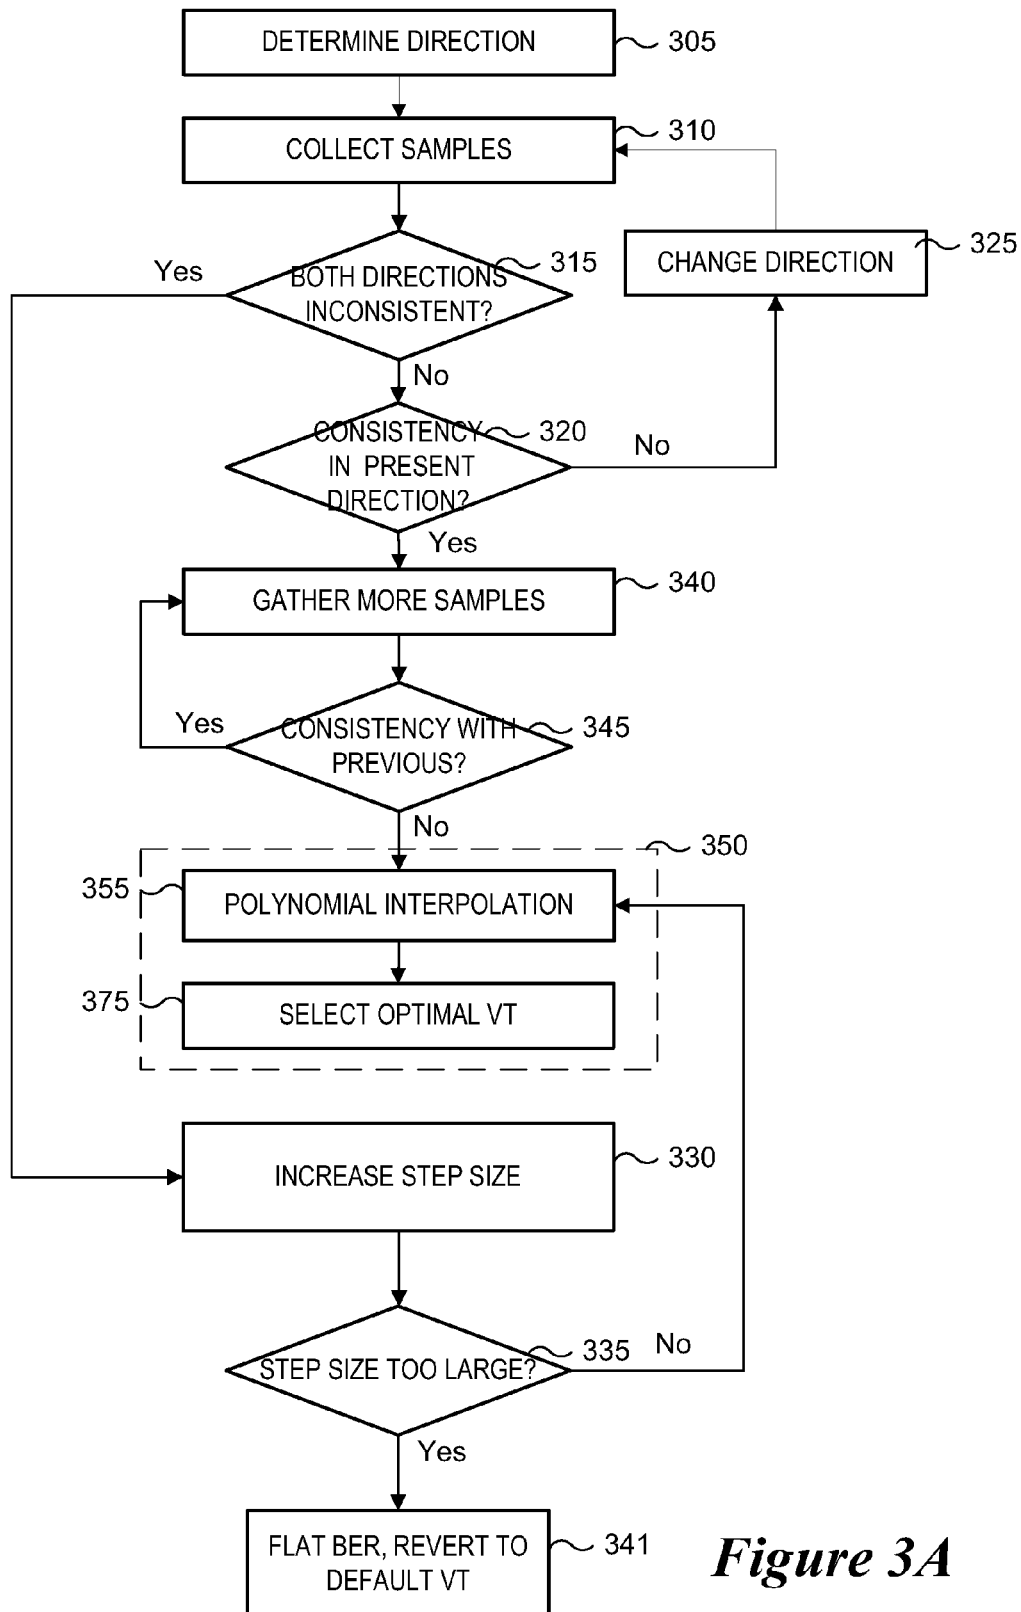 DETERMINE DIRECTION
305
COLLECT SAMPLES
310
CHANGE DIRECTION
325
Yes
BOTH DIRECTIONS
INCONSISTENT?
315
No
CONSISTENCY
IN PRESENT
DIRECTION?
320
No
Yes
GATHER MORE SAMPLES
340
Yes
CONSISTENCY WITH
PREVIOUS?
345
No
350
355
POLYNOMIAL INTERPOLATION
375
SELECT OPTIMAL VT
INCREASE STEP SIZE
330
STEP SIZE TOO LARGE?
335
No
Yes
FLAT BER, REVERT TO
DEFAULT VT
341
Figure 3A